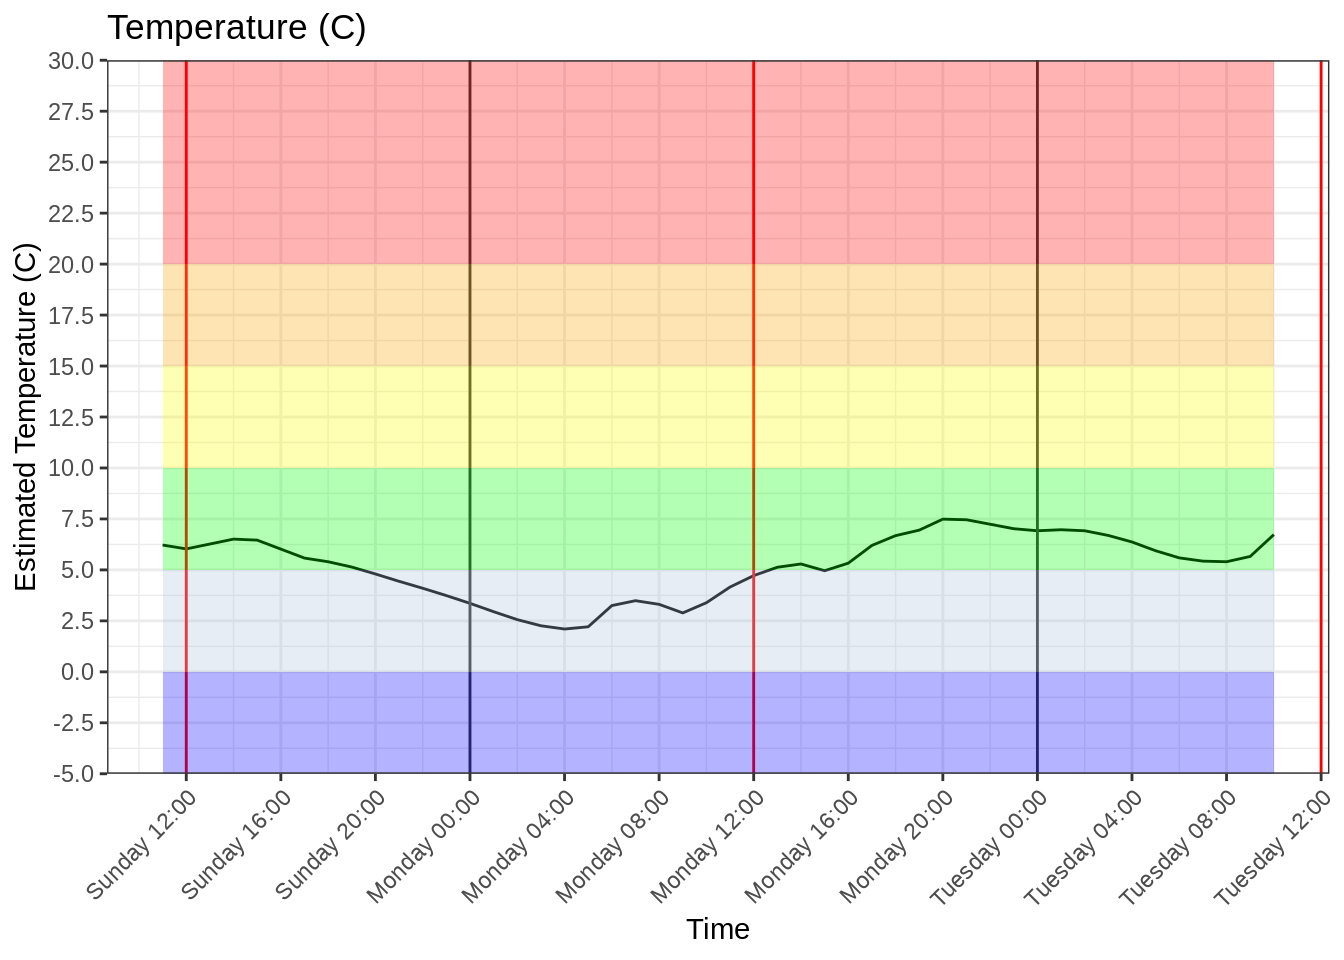 Temperature (C)
30.0
27.5
25.0
22.5
20.0
17.5
15.0
12.5
10.0
7.5
5.0
2.5
0.0
-2.5
-5.0
Estimated Temperature (C)
Sunday 12:00
Sunday 16:00
Sunday 20:00
Monday 00:00
Monday 04:00
Monday 08:00
Monday 12:00
Monday 16:00
Monday 20:00
Tuesday 00:00
Tuesday 04:00
Tuesday 08:00
Tuesday 12:00
Time